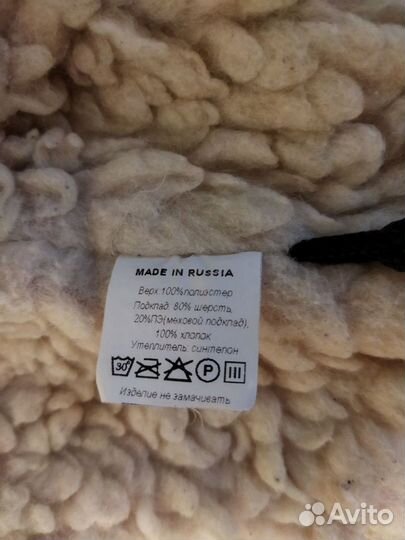 MADE IN RUSSIA
Верх 100%полиэстер
Подклад. 80% шерсть,
20%ПЭ(меховой подклад),
100% хлопок
Утеплитель. синтепон
30°
P
Изделие не замачивать
Avito